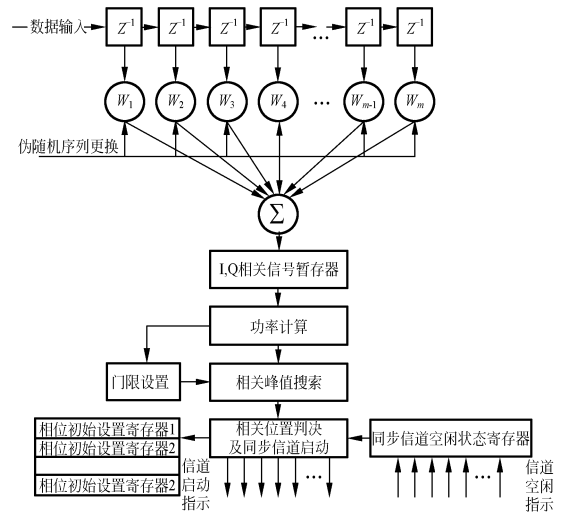 数据输入
Z-1 Z-1 Z-1 Z-1 ... Z-1 Z-1
W1 W2 W3 W4 ... Wm-1 Wm
伪随机序列更换
Σ
I,Q相关信号暂存器
功率计算
门限设置
相关峰值搜索
相位初始设置寄存器1
相位初始设置寄存器2
相位初始设置寄存器2
相关位置判决
及同步信道启动
同步信道空闲状态寄存器
...
...
信道
启动
指示
信道
空闲
指示